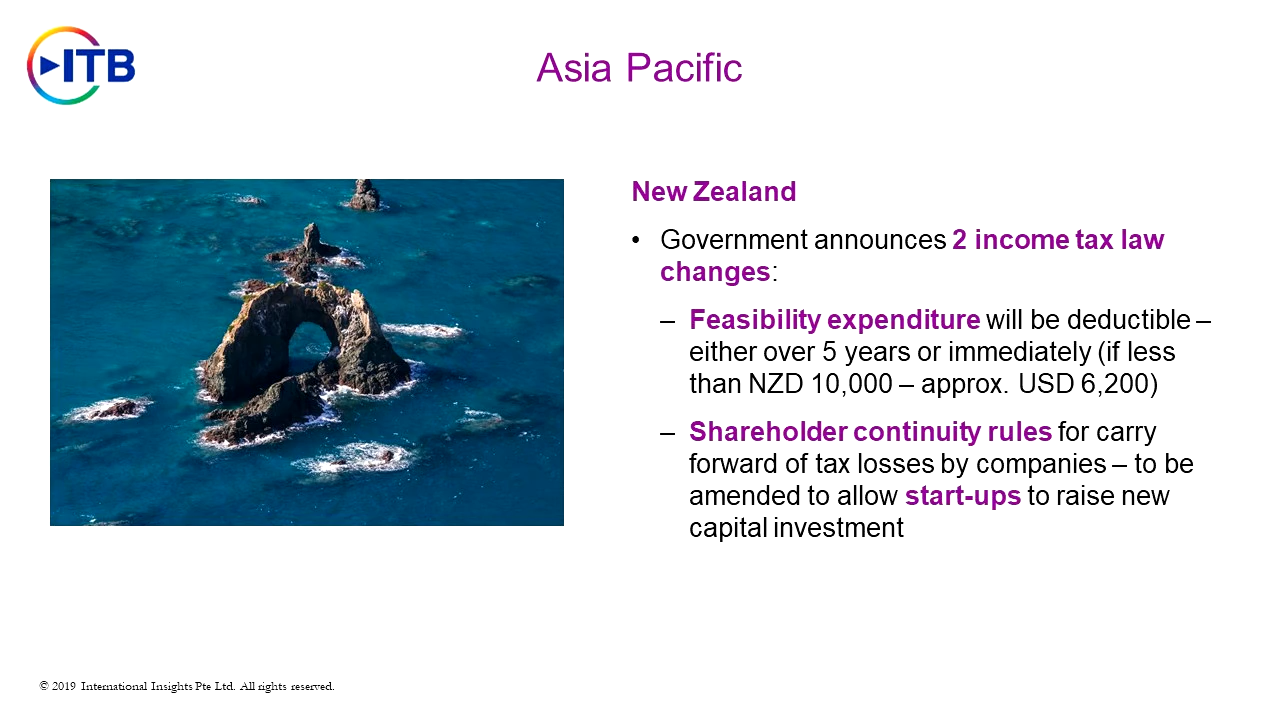 ITB
Asia Pacific
New Zealand
• Government announces 2 income tax law
changes:
– Feasibility expenditure will be deductible –
either over 5 years or immediately (if less
than NZD 10,000 – approx. USD 6,200)
– Shareholder continuity rules for carry
forward of tax losses by companies – to be
amended to allow start-ups to raise new
capital investment
© 2019 International Insights Pte Ltd. All rights reserved.